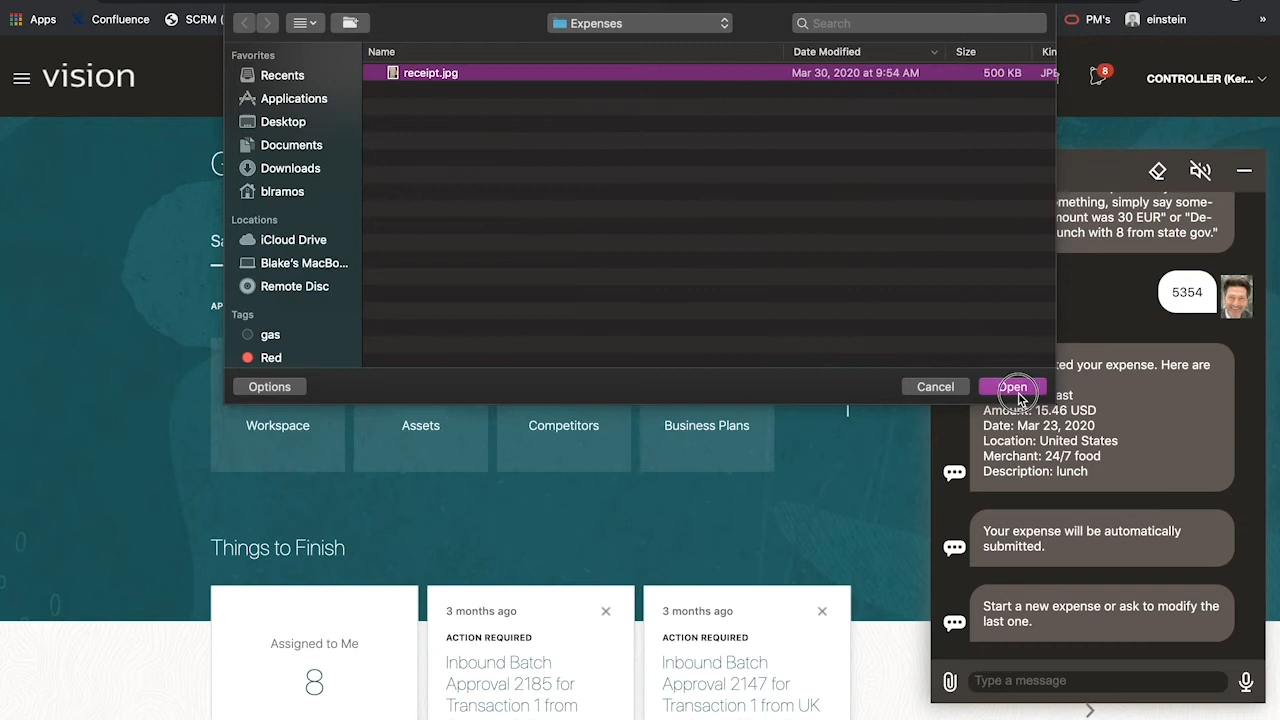 Apps
Confluence
SCRM (
PM's
einstein
»
Expenses
Search
Name
Date Modified
Size
Kin
receipt.jpg
Mar 30, 2020 at 9:54 AM
500 KB
JPE
Favorites
Recents
Applications
Desktop
Documents
Downloads
blramos
Locations
iCloud Drive
Blake's MacBo...
Remote Disc
Tags
gas
Red
Options
Cancel
Open
vision
8
CONTROLLER (Ker...
G
Sa
AP
Workspace
Assets
Competitors
Business Plans
Things to Finish
Assigned to Me
8
3 months ago
ACTION REQUIRED
Inbound Batch
Approval 2185 for
Transaction 1 from
3 months ago
ACTION REQUIRED
Inbound Batch
Approval 2147 for
Transaction 1 from UK
omething, simply say some-
mount was 30 EUR" or "De-
unch with 8 from state gov."
5354
ted your expense. Here are
ast
Amount: 15.46 USD
Date: Mar 23, 2020
Location: United States
Merchant: 24/7 food
Description: lunch
Your expense will be automatically
submitted.
Start a new expense or ask to modify the
last one.
Type a message